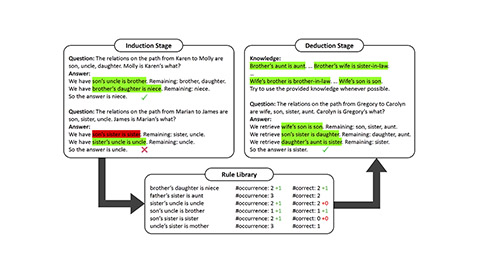 Induction Stage
Question: The relations on the path from Karen to Molly are
son, uncle, daughter. Molly is Karen's what?
Answer:
We have son's uncle is brother. Remaining: brother, daughter.
We have brother's daughter is niece. Remaining: niece.
So the answer is niece.
Question: The relations on the path from Marian to James are
son, sister, uncle. James is Marian's what?
Answer:
We have son's sister is sister. Remaining: sister, uncle.
We have sister's uncle is uncle. Remaining: uncle.
So the answer is uncle.
Deduction Stage
Knowledge:
Brother's aunt is aunt. ... Brother's wife is sister-in-law.
...
Wife's brother is brother-in-law. ... Wife's son is son.
Try to use the provided knowledge whenever possible.
Question: The relations on the path from Gregory to Carolyn
are wife, son, sister, aunt. Carolyn is Gregory's what?
Answer:
We retrieve wife's son is son. Remaining: son, sister, aunt.
We retrieve son's sister is daughter. Remaining: daughter, aunt.
We retrieve daughter's aunt is sister. Remaining: sister.
So the answer is sister.
Rule Library
brother's daughter is niece #occurrence: 2 +1 #correct: 2 +1
father's sister is aunt #occurrence: 3 #correct: 2
sister's uncle is uncle #occurrence: 2 +1 #correct: 2 +0
son's uncle is brother #occurrence: 2 +1 #correct: 1 +1
son's sister is sister #occurrence: 2 +1 #correct: 0 +0
uncle's sister is mother #occurrence: 3 #correct: 1